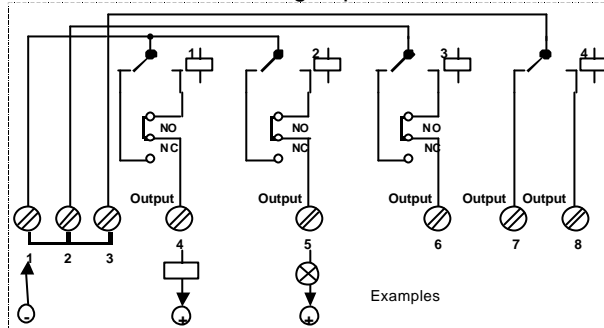 1 2 3 4
NO NO NO
NC NC NC
Output Output Output Output Output
1 2 3 4 5 6 7 8
Examples
- + +